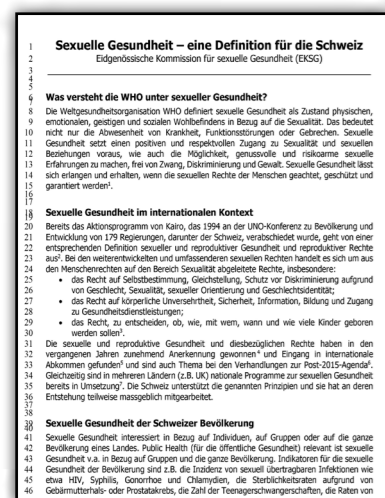 1 Sexuelle Gesundheit – eine Definition für die Schweiz
2 Eidgenössische Kommission für sexuelle Gesundheit (EKSG)
3
4
5
6
7 Was versteht die WHO unter sexueller Gesundheit?
8 Die Weltgesundheitsorganisation WHO definiert sexuelle Gesundheit als Zustand physischen,
9 emotionalen, geistigen und sozialen Wohlbefindens in Bezug auf die Sexualität. Das bedeutet
10 nicht nur die Abwesenheit von Krankheit, Funktionsstörungen oder Gebrechen. Sexuelle
11 Gesundheit setzt einen positiven und respektvollen Zugang zu Sexualität und sexuellen
12 Beziehungen voraus, wie auch die Möglichkeit, genussvolle und risikoarme sexuelle
13 Erfahrungen zu machen, frei von Zwang, Diskriminierung und Gewalt. Sexuelle Gesundheit lässt
14 sich erlangen und erhalten, wenn die sexuellen Rechte der Menschen geachtet, geschützt und
15 garantiert werden¹.
16
17
18
19 Sexuelle Gesundheit im internationalen Kontext
20 Bereits das Aktionsprogramm von Kairo, das 1994 an der UNO-Konferenz zu Bevölkerung und
21 Entwicklung von 179 Regierungen, darunter der Schweiz, verabschiedet wurde, geht von einer
22 entsprechenden Definition sexueller und reproduktiver Gesundheit und reproduktiver Rechte
23 aus². Bei den weiterentwickelten und umfassenderen sexuellen Rechten handelt es sich um aus
24 den Menschenrechten auf den Bereich Sexualität abgeleitete Rechte, insbesondere:
25 • das Recht auf Selbstbestimmung, Gleichstellung, Schutz vor Diskriminierung aufgrund
26 von Geschlecht, Sexualität, sexueller Orientierung und Geschlechtsidentität;
27 • das Recht auf körperliche Unversehrtheit, Sicherheit, Information, Bildung und Zugang
28 zu Gesundheitsdienstleistungen;
29 • das Recht, zu entscheiden, ob, wie, mit wem, wann und wie viele Kinder geboren
30 werden sollen³.
31 Die sexuelle und reproduktive Gesundheit und diesbezügliche Rechte haben in den
32 vergangenen Jahren zunehmend Anerkennung gewonnen⁴ und Eingang in internationale
33 Abkommen gefunden⁵ und sind auch Thema bei den Verhandlungen zur Post-2015-Agenda⁶.
34 Gleichzeitig sind in mehreren Ländern (z.B. UK) nationale Programme zur sexuellen Gesundheit
35 bereits in Umsetzung⁷. Die Schweiz unterstützt die genannten Prinzipien und sie hat an deren
36 Entstehung teilweise massgeblich mitgearbeitet.
37
38
39
40 Sexuelle Gesundheit der Schweizer Bevölkerung
41 Sexuelle Gesundheit interessiert in Bezug auf Individuen, auf Gruppen oder auf die ganze
42 Bevölkerung eines Landes. Public Health (für die öffentliche Gesundheit) relevant ist sexuelle
43 Gesundheit v.a. in Bezug auf Gruppen und die ganze Bevölkerung. Indikatoren für die sexuelle
44 Gesundheit der Bevölkerung sind z.B. die Inzidenz von sexuell übertragbaren Infektionen wie
45 etwa HIV, Syphilis, Gonorrhoe und Chlamydien, die Sterblichkeitsraten aufgrund von
46 Gebärmutterhals- oder Prostatakrebs, die Zahl der Teenagerschwangerschaften, die Raten von